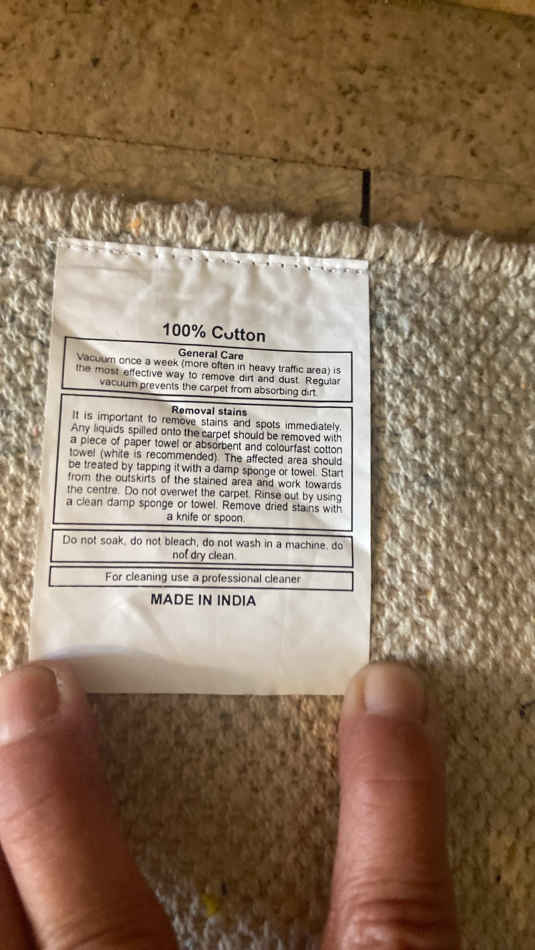 100% Cotton
General Care
Vacuum once a week (more often in heavy traffic area) is
the most effective way to remove dirt and dust. Regular
vacuum prevents the carpet from absorbing dirt.
Removal stains
It is important to remove stains and spots immediately.
Any liquids spilled onto the carpet should be removed with
a piece of paper towel or absorbent and colourfast cotton
towel (white is recommended). The affected area should
be treated by tapping it with a damp sponge or towel. Start
from the outskirts of the stained area and work towards
the centre. Do not overwet the carpet. Rinse out by using
a clean damp sponge or towel. Remove dried stains with
a knife or spoon.
Do not soak, do not bleach, do not wash in a machine, do
not dry clean.
For cleaning use a professional cleaner
MADE IN INDIA